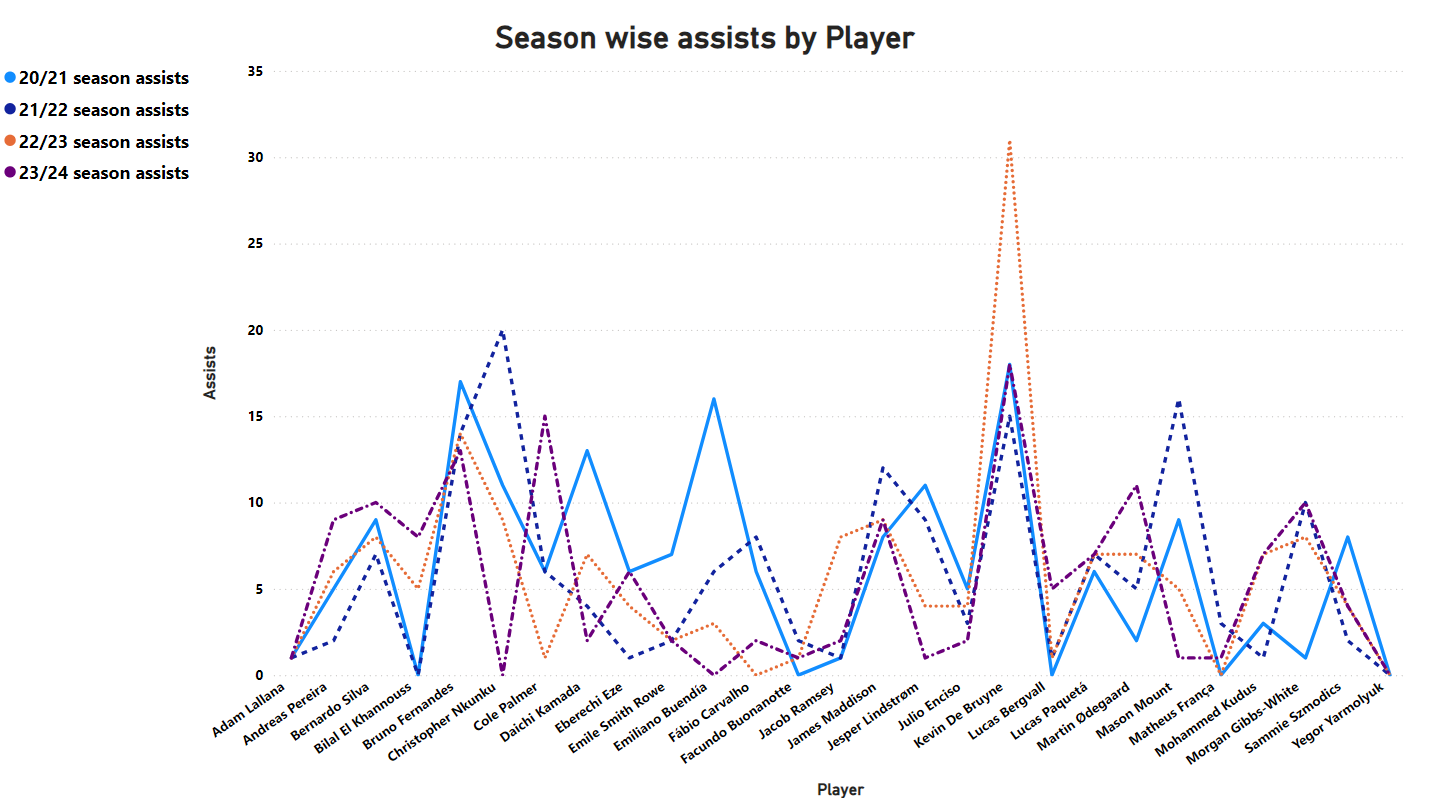 Season wise assists by Player
20/21 season assists
21/22 season assists
22/23 season assists
23/24 season assists
35
30
25
20
15
10
5
0
Assists
Adam Lallana
Andreas Pereira
Bernardo Silva
Bilal El Khannouss
Bruno Fernandes
Christopher Nkunku
Cole Palmer
Daichi Kamada
Eberechi Eze
Emile Smith Rowe
Emiliano Buendia
Fábio Carvalho
Facundo Buonanotte
Jacob Ramsey
James Maddison
Jesper Lindstrøm
Julio Enciso
Kevin De Bruyne
Lucas Bergvall
Lucas Paquetá
Martin Ødegaard
Mason Mount
Matheus França
Mohammed Kudus
Morgan Gibbs-White
Sammie Szmodics
Yegor Yarmolyuk
Player